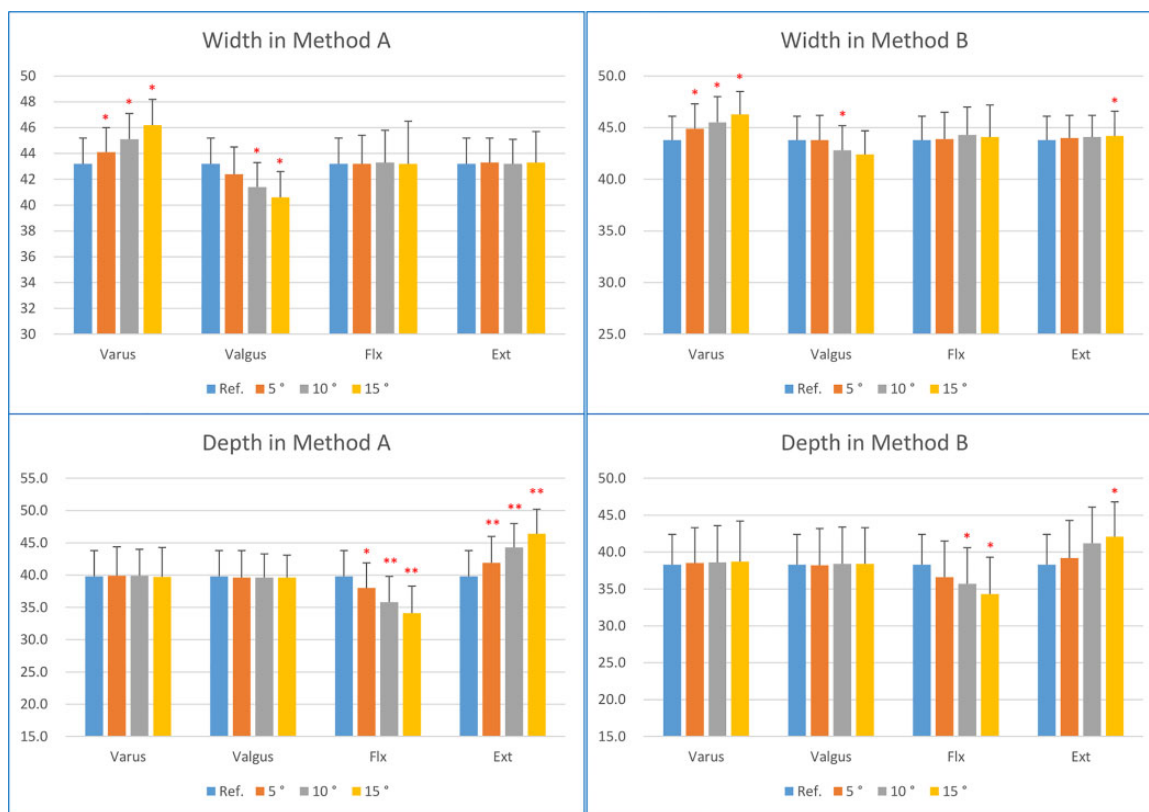 Width in Method A
50
48
46
44
42
40
38
36
34
32
30
* * *
* *
Varus Valgus Flx Ext
Ref. 5 ° 10 ° 15 °
Width in Method B
50.0
45.0
40.0
35.0
30.0
25.0
* * *
*
*
Varus Valgus Flx Ext
Ref. 5 ° 10 ° 15 °
Depth in Method A
55.0
50.0
45.0
40.0
35.0
30.0
25.0
20.0
15.0
* ** **
** ** **
Varus Valgus Flx Ext
Ref. 5 ° 10 ° 15 °
Depth in Method B
50.0
45.0
40.0
35.0
30.0
25.0
20.0
15.0
* *
*
Varus Valgus Flx Ext
Ref. 5 ° 10 ° 15 °